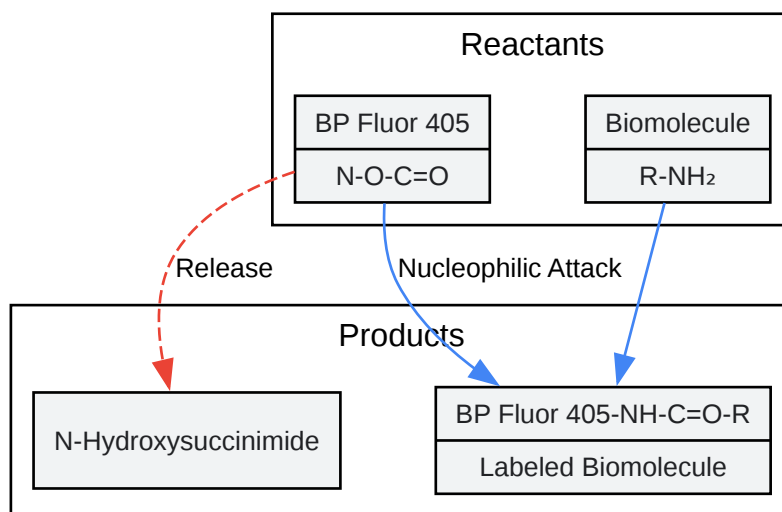 Reactants
BP Fluor 405
N-O-C=O
Biomolecule
R-NH₂
Release
Nucleophilic Attack
Products
N-Hydroxysuccinimide
BP Fluor 405-NH-C=O-R
Labeled Biomolecule